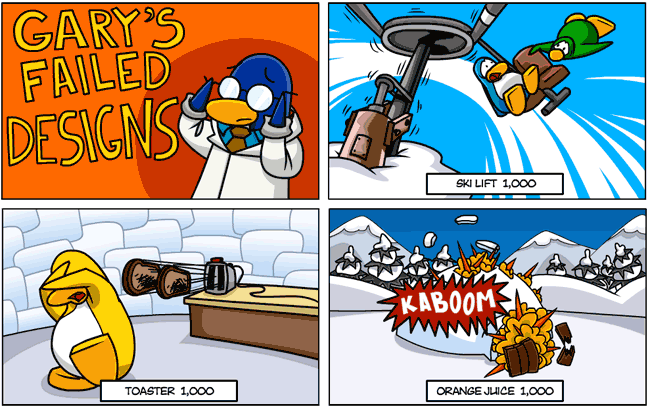 GARY'S
FAILED
DESIGNS
SKI LIFT 1,000
TOASTER 1,000
KABOOM
ORANGE JUICE 1,000